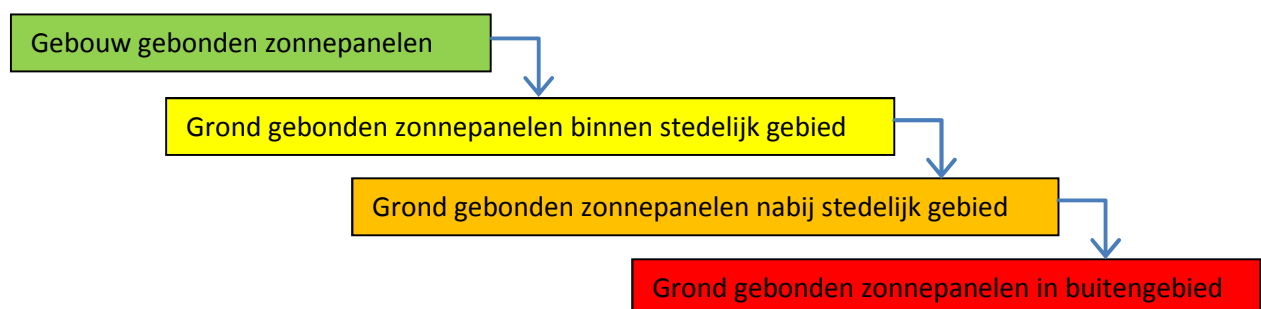 Gebouw gebonden zonnepanelen
Grond gebonden zonnepanelen binnen stedelijk gebied
Grond gebonden zonnepanelen nabij stedelijk gebied
Grond gebonden zonnepanelen in buitengebied